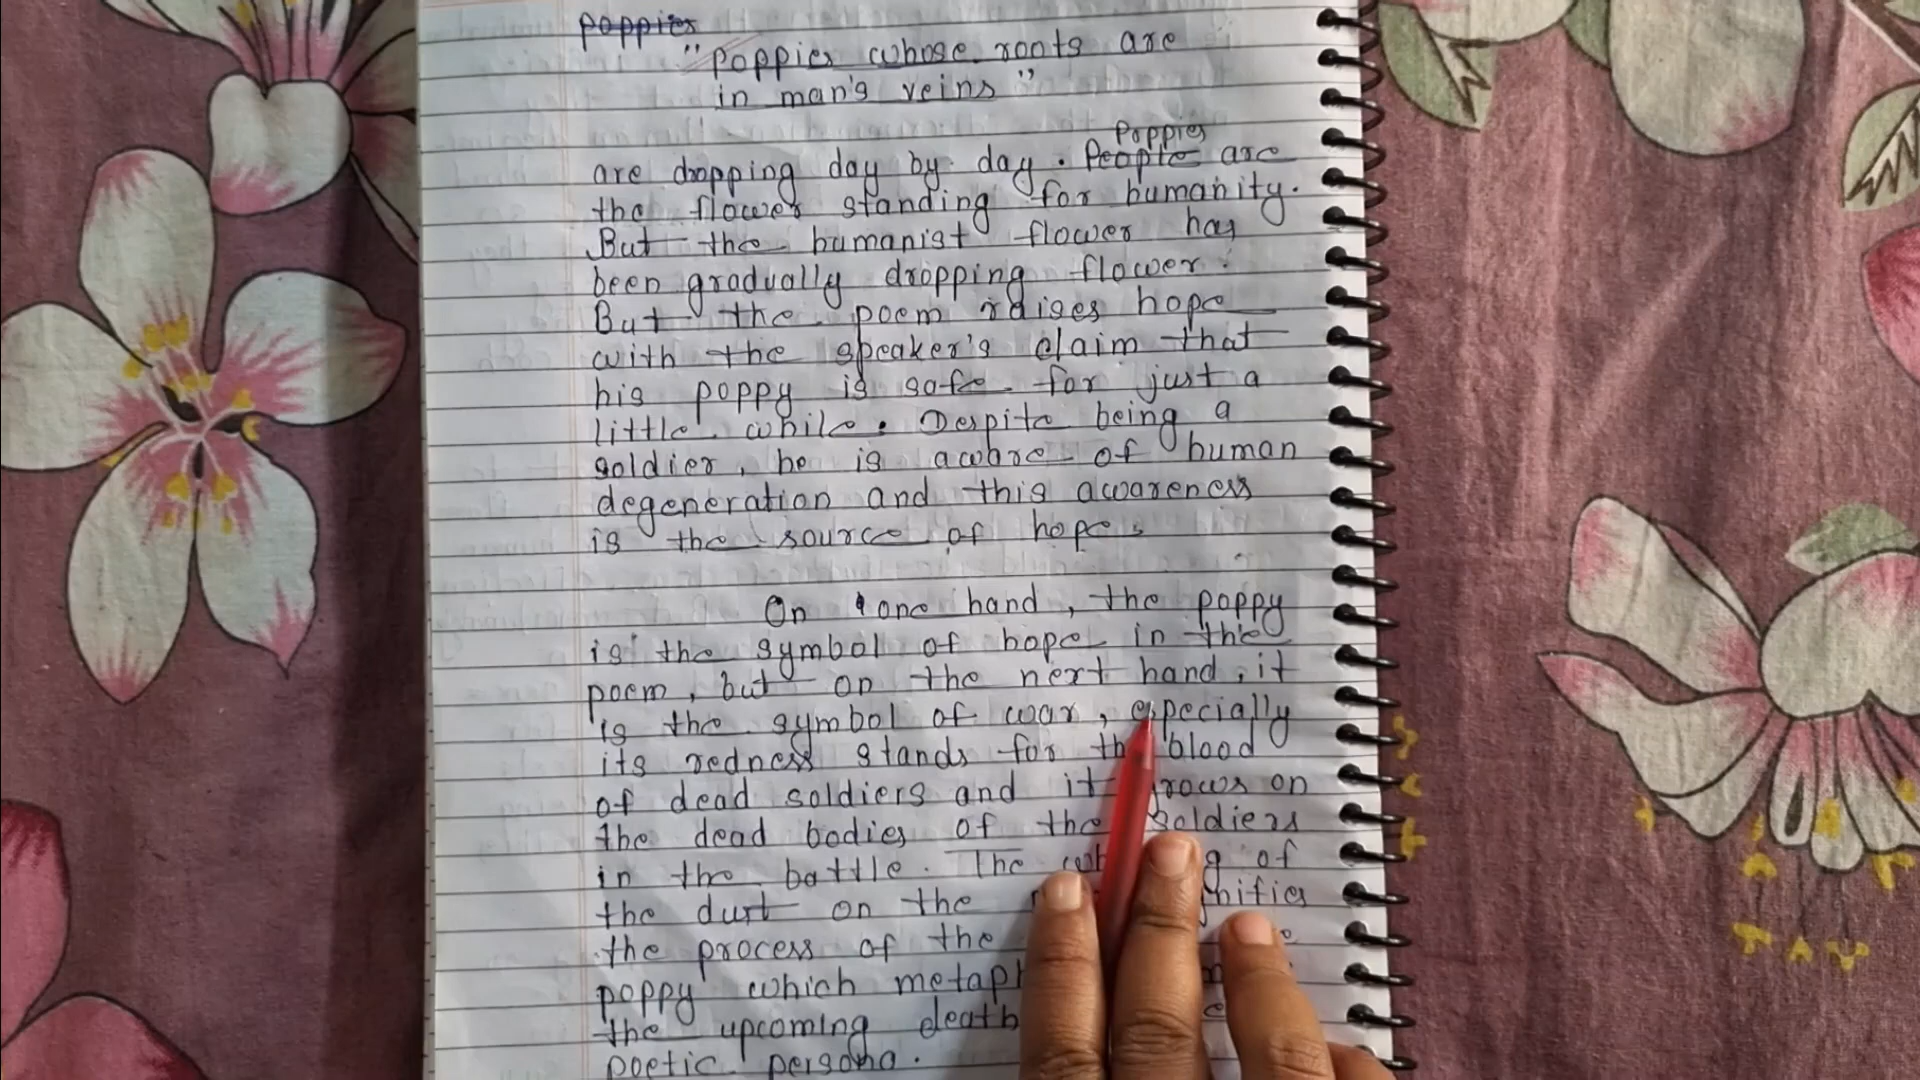 poppies
"poppies whose roots are
in man's veins"
Poppies
are dropping day by day. People are
the flower standing for humanity.
But the humanist flower has
been gradually dropping flower.
But the poem raises hope
with the speaker's claim that
his poppy is safe for just a
little while. Despite being a
soldier, he is aware of human
degeneration and this awareness
is the source of hope.
On one hand, the poppy
is the symbol of hope in the
poem, but on the next hand, it
is the symbol of war, especially
its redness stands for the blood
of dead soldiers and it grows on
the dead bodies of the soldiers
in the battle. The of
the dust on the
the process of the
poppy which
the upcoming death
poetic persona.